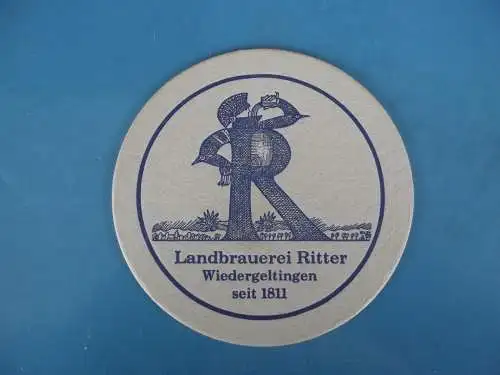 R
Landbrauerei Ritter
Wiedergeltingen
seit 1811